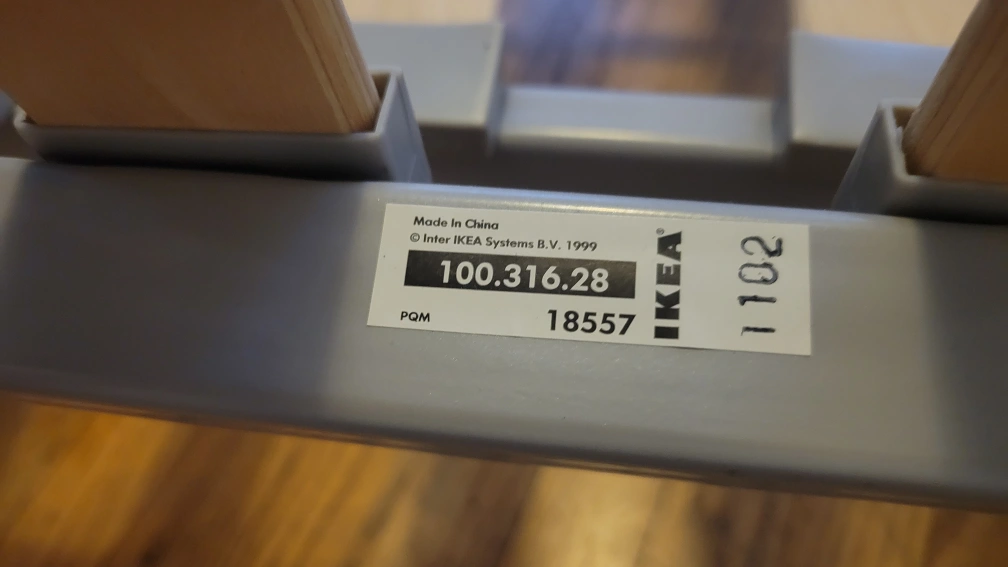 Made In China
© Inter IKEA Systems B.V. 1999
100.316.28
PQM 18557
IKEA®
1102